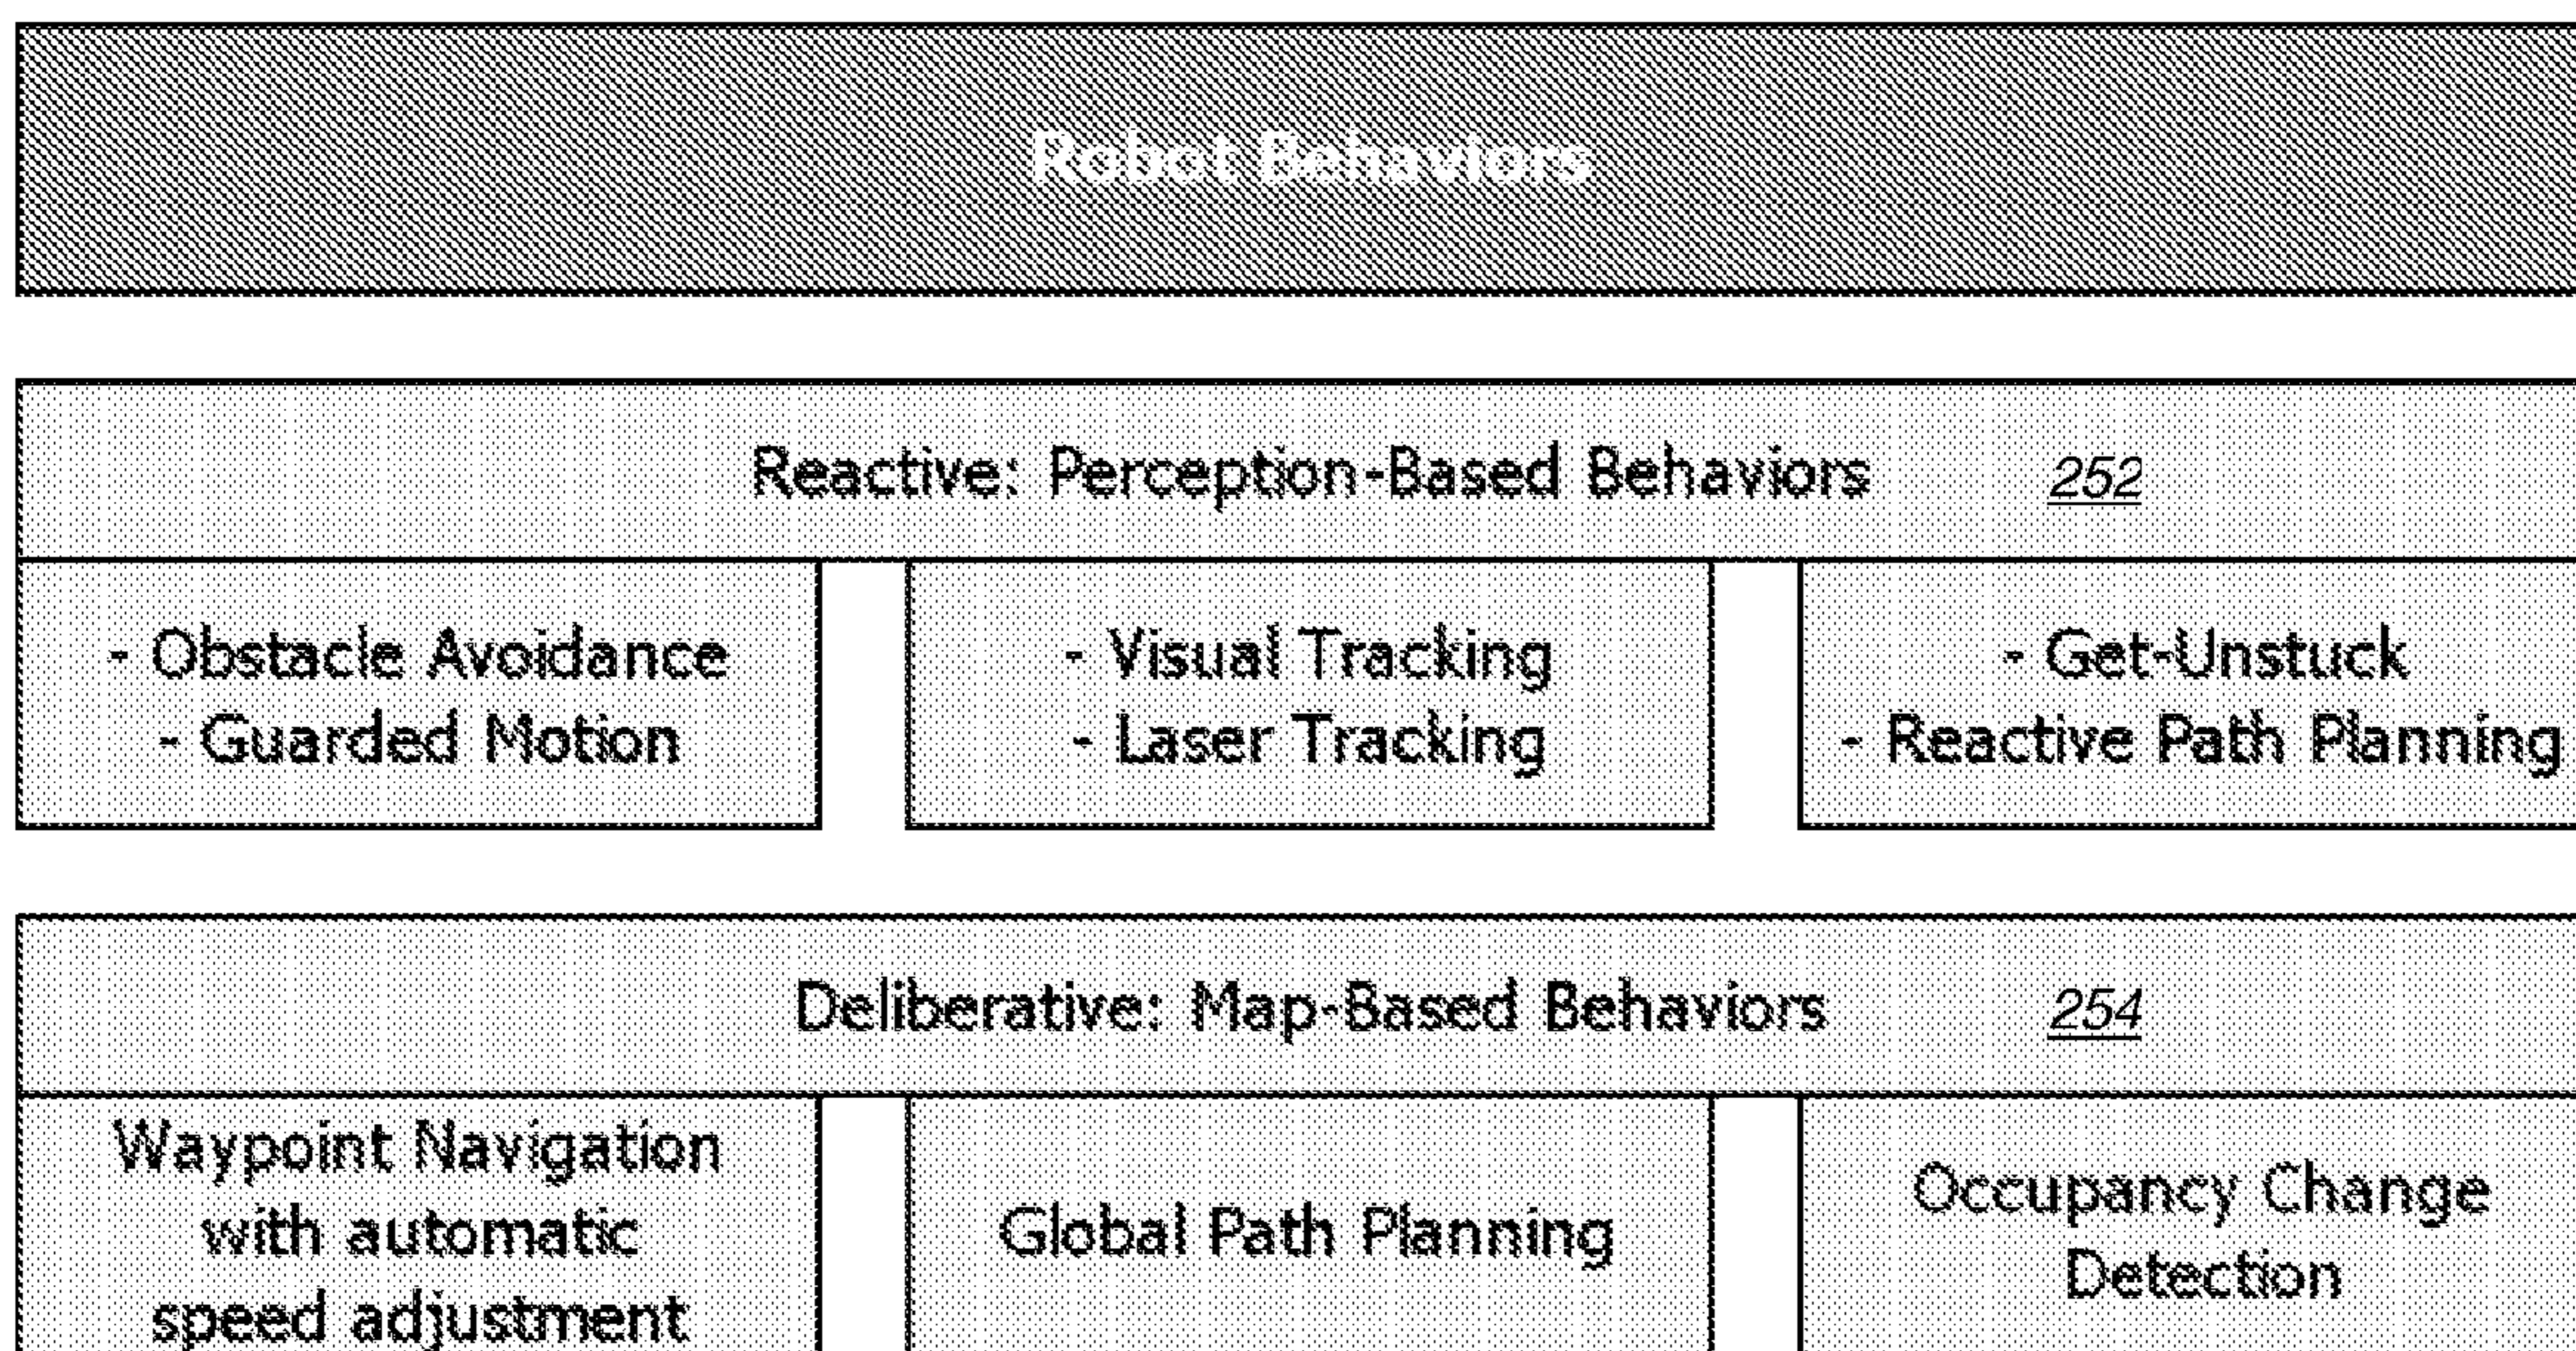 Robot Behaviors
Reactive: Perception-Based Behaviors 252
- Obstacle Avoidance
- Guarded Motion
- Visual Tracking
- Laser Tracking
- Get-Unstuck
- Reactive Path Planning
Deliberative: Map-Based Behaviors 254
Waypoint Navigation
with automatic
speed adjustment
Global Path Planning
Occupancy Change
Detection